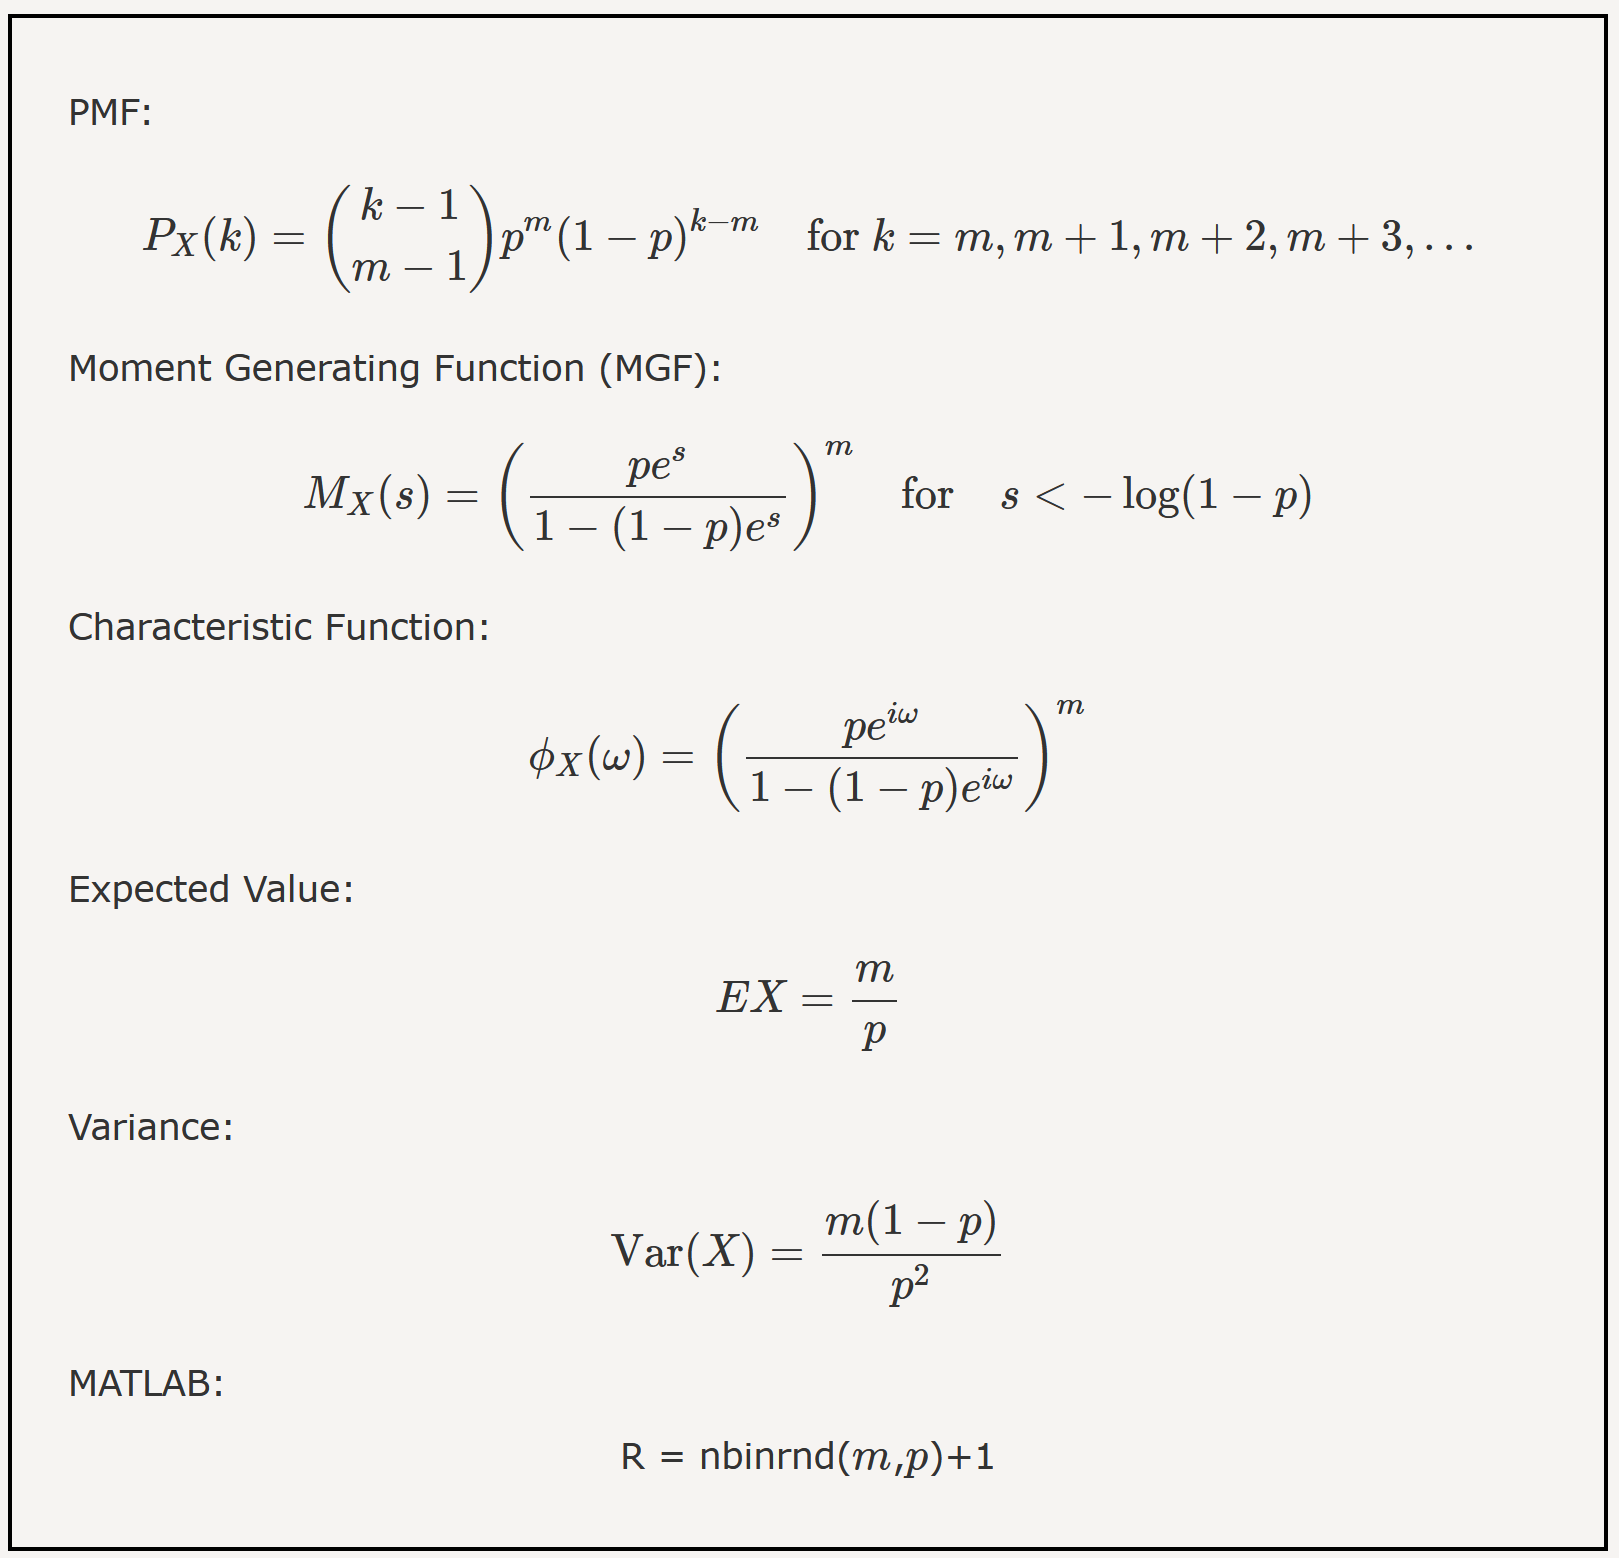 PMF:
$P_X(k) = \binom{k-1}{m-1} p^m (1-p)^{k-m} \quad \text{for } k = m, m+1, m+2, m+3, \ldots$
Moment Generating Function (MGF):
$M_X(s) = \left( \frac{pe^s}{1-(1-p)e^s} \right)^m \quad \text{for} \quad s < -\log(1-p)$
Characteristic Function:
$\phi_X(\omega) = \left( \frac{pe^{i\omega}}{1-(1-p)e^{i\omega}} \right)^m$
Expected Value:
$EX = \frac{m}{p}$
Variance:
$\text{Var}(X) = \frac{m(1-p)}{p^2}$
MATLAB:
R = nbinrnd($m$,$p$)+1